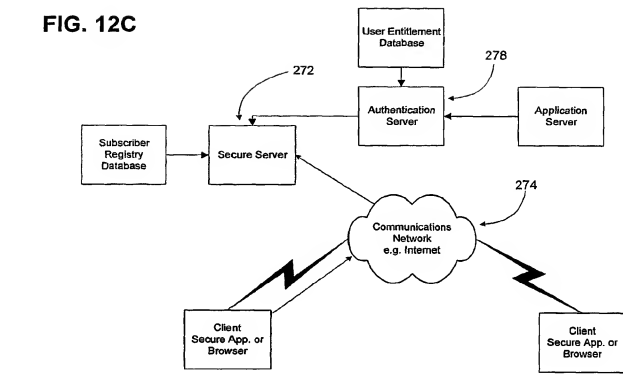 FIG. 12C
User Entitlement
Database
272
278
Authentication
Server
Application
Server
Subscriber
Registry
Database
Secure Server
274
Communications
Network
e.g. Internet
Client
Secure App. or
Browser
Client
Secure App. or
Browser